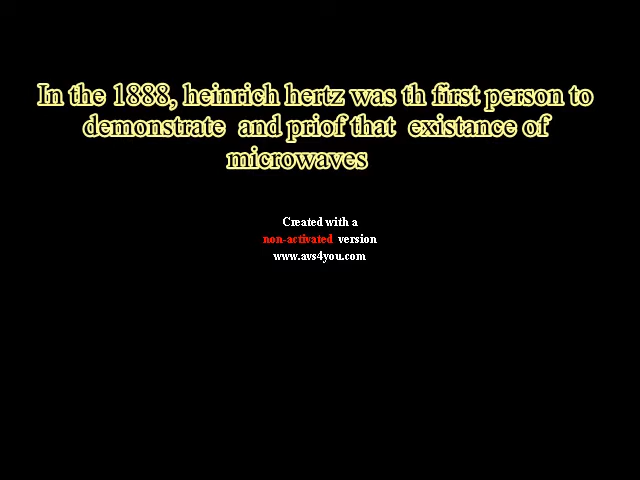 In the 1888, heinrich hertz was th first person to
demonstrate and priof that existance of
microwaves
Created with a
non-activated version
www.avs4you.com